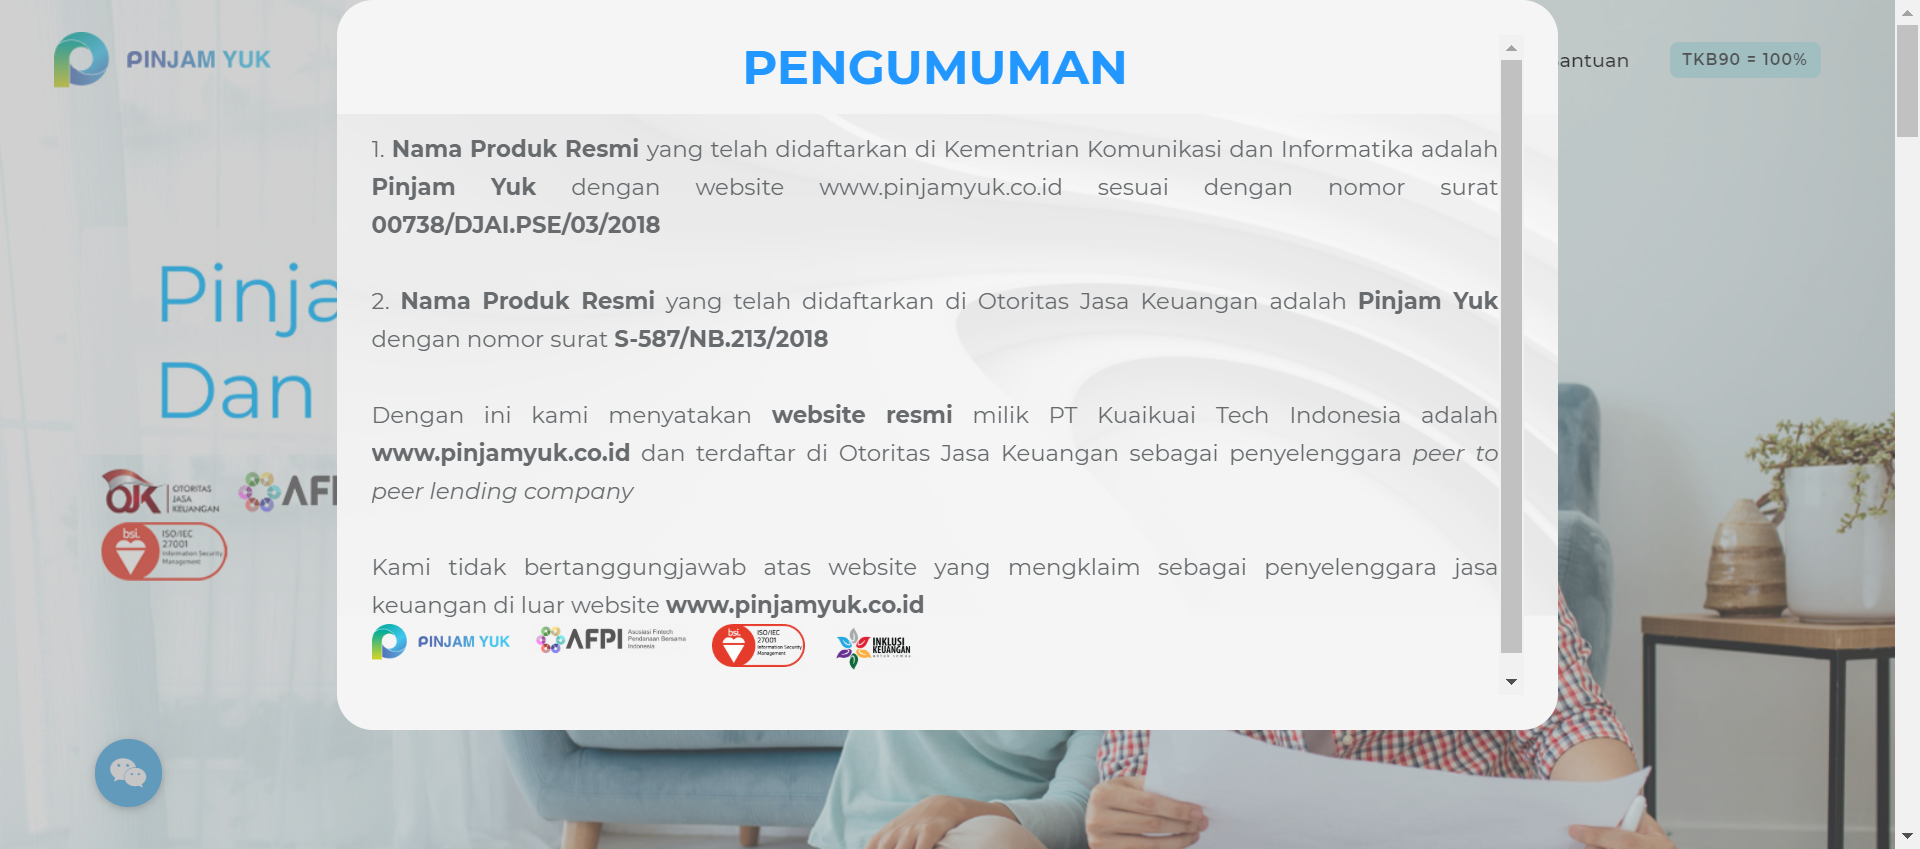 PINJAM YUK
antuan
TKB90 = 100%
Pinja
Dan
OJK OTORITAS JASA KEUANGAN
AFPI
bsi. ISO/IEC 27001 Information Security Management
PENGUMUMAN
1. Nama Produk Resmi yang telah didaftarkan di Kementrian Komunikasi dan Informatika adalah
Pinjam Yuk dengan website www.pinjamyuk.co.id sesuai dengan nomor surat
00738/DJAI.PSE/03/2018
2. Nama Produk Resmi yang telah didaftarkan di Otoritas Jasa Keuangan adalah Pinjam Yuk
dengan nomor surat S-587/NB.213/2018
Dengan ini kami menyatakan website resmi milik PT Kuaikuai Tech Indonesia adalah
www.pinjamyuk.co.id dan terdaftar di Otoritas Jasa Keuangan sebagai penyelenggara peer to
peer lending company
Kami tidak bertanggungjawab atas website yang mengklaim sebagai penyelenggara jasa
keuangan di luar website www.pinjamyuk.co.id
PINJAM YUK
AFPI Asosiasi Fintech Pendanaan Bersama Indonesia
bsi. ISO/IEC 27001 Information Security Management
INKLUSI KEUANGAN